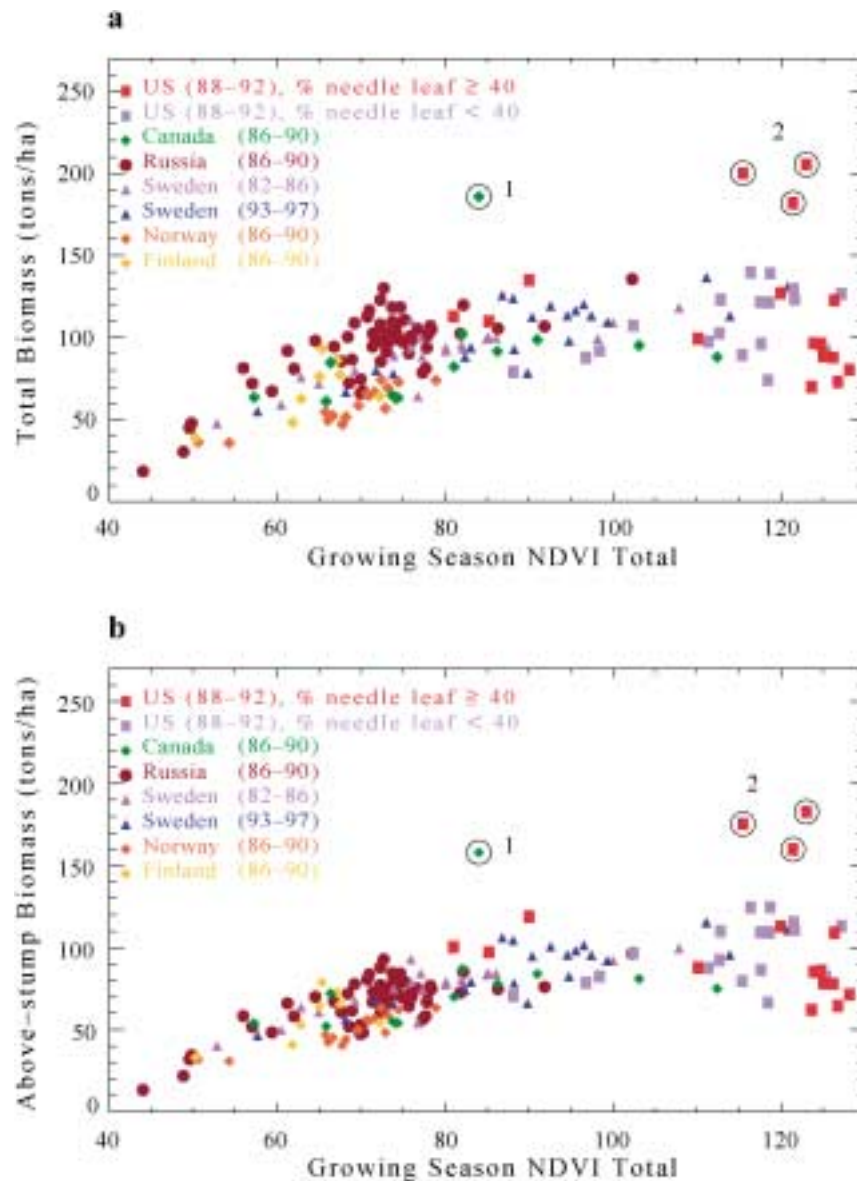 a
Total Biomass (tons/ha)
250
200
150
100
50
0
US (88-92), % needle leaf ≥ 40
US (88-92), % needle leaf < 40
Canada (86-90)
Russia (86-90)
Sweden (82-86)
Sweden (93-97)
Norway (86-90)
Finland (86-90)
1
2
40 60 80 100 120
Growing Season NDVI Total
b
Above-stump Biomass (tons/ha)
250
200
150
100
50
0
US (88-92), % needle leaf ≥ 40
US (88-92), % needle leaf < 40
Canada (86-90)
Russia (86-90)
Sweden (82-86)
Sweden (93-97)
Norway (86-90)
Finland (86-90)
1
2
40 60 80 100 120
Growing Season NDVI Total